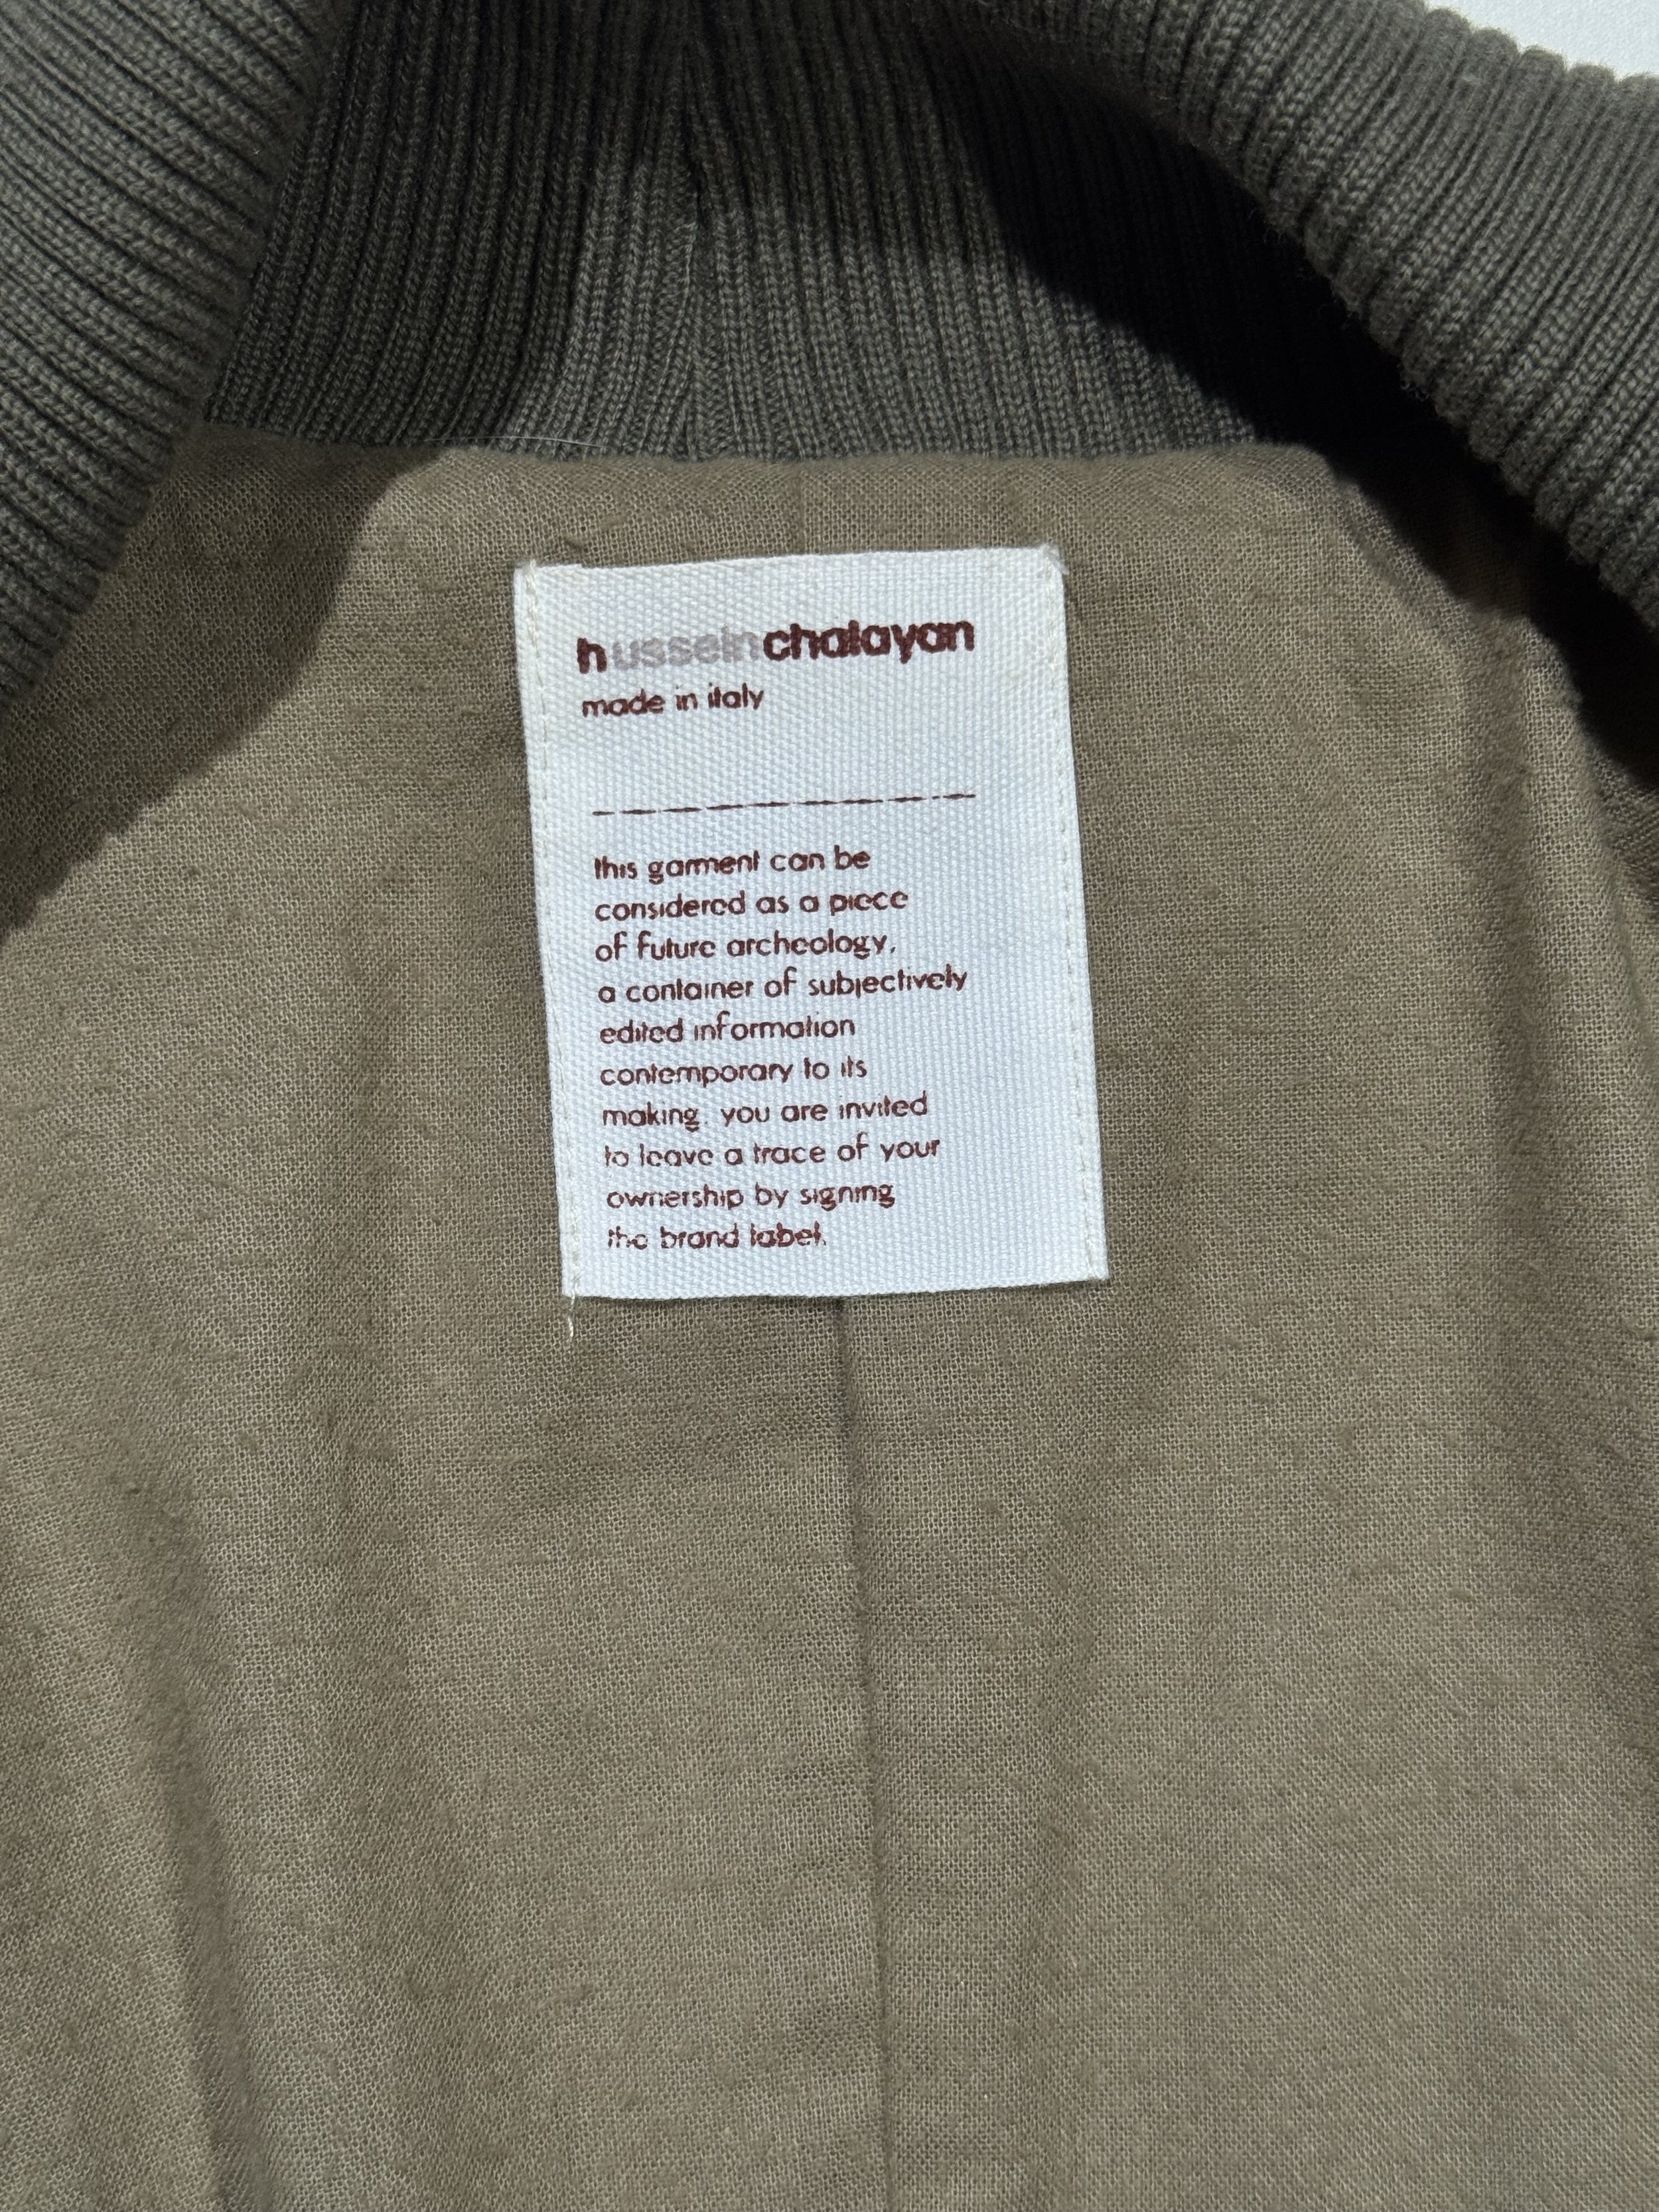 husseinchalayan
made in italy
this garment can be
considered as a piece
of future archeology,
a container of subjectively
edited information
contemporary to its
making. you are invited
to leave a trace of your
ownership by signing
the brand label.